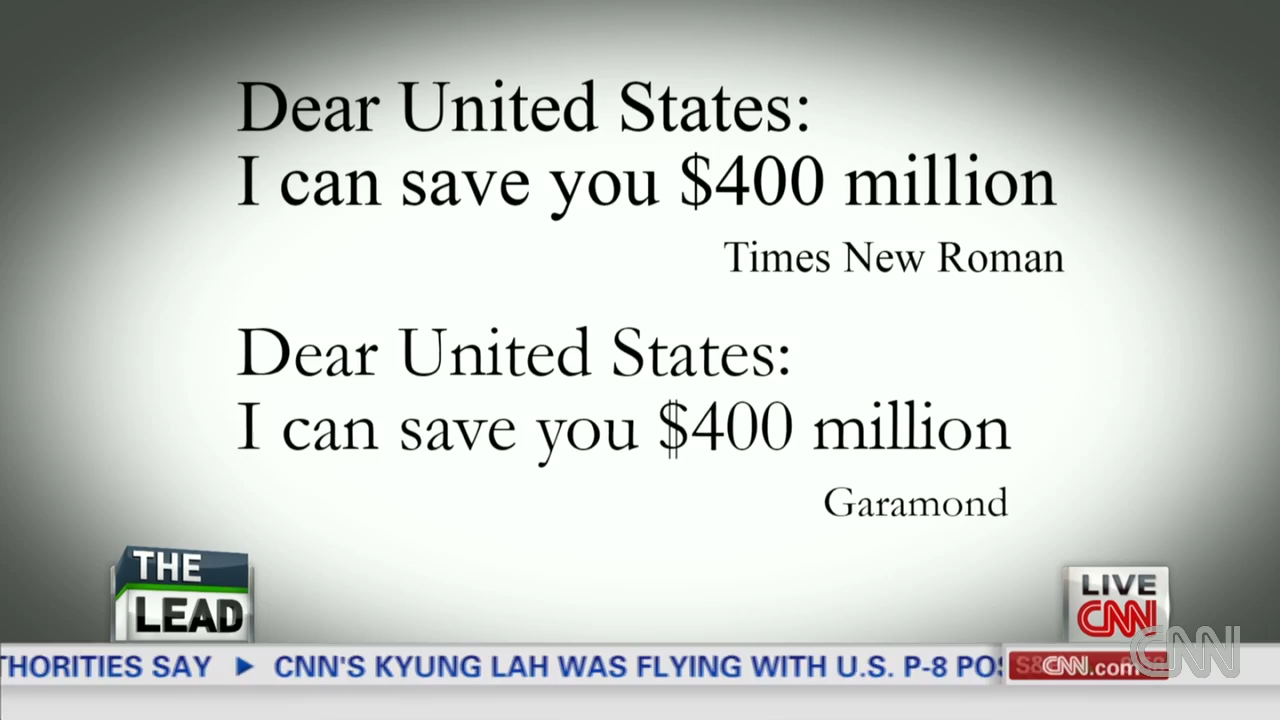 Dear United States:
I can save you $400 million
Times New Roman
Dear United States:
I can save you $400 million
Garamond
THE
LEAD
LIVE
CNN
CNN
THORITIES SAY ▶ CNN'S KYUNG LAH WAS FLYING WITH U.S. P-8 POS
CNN.com